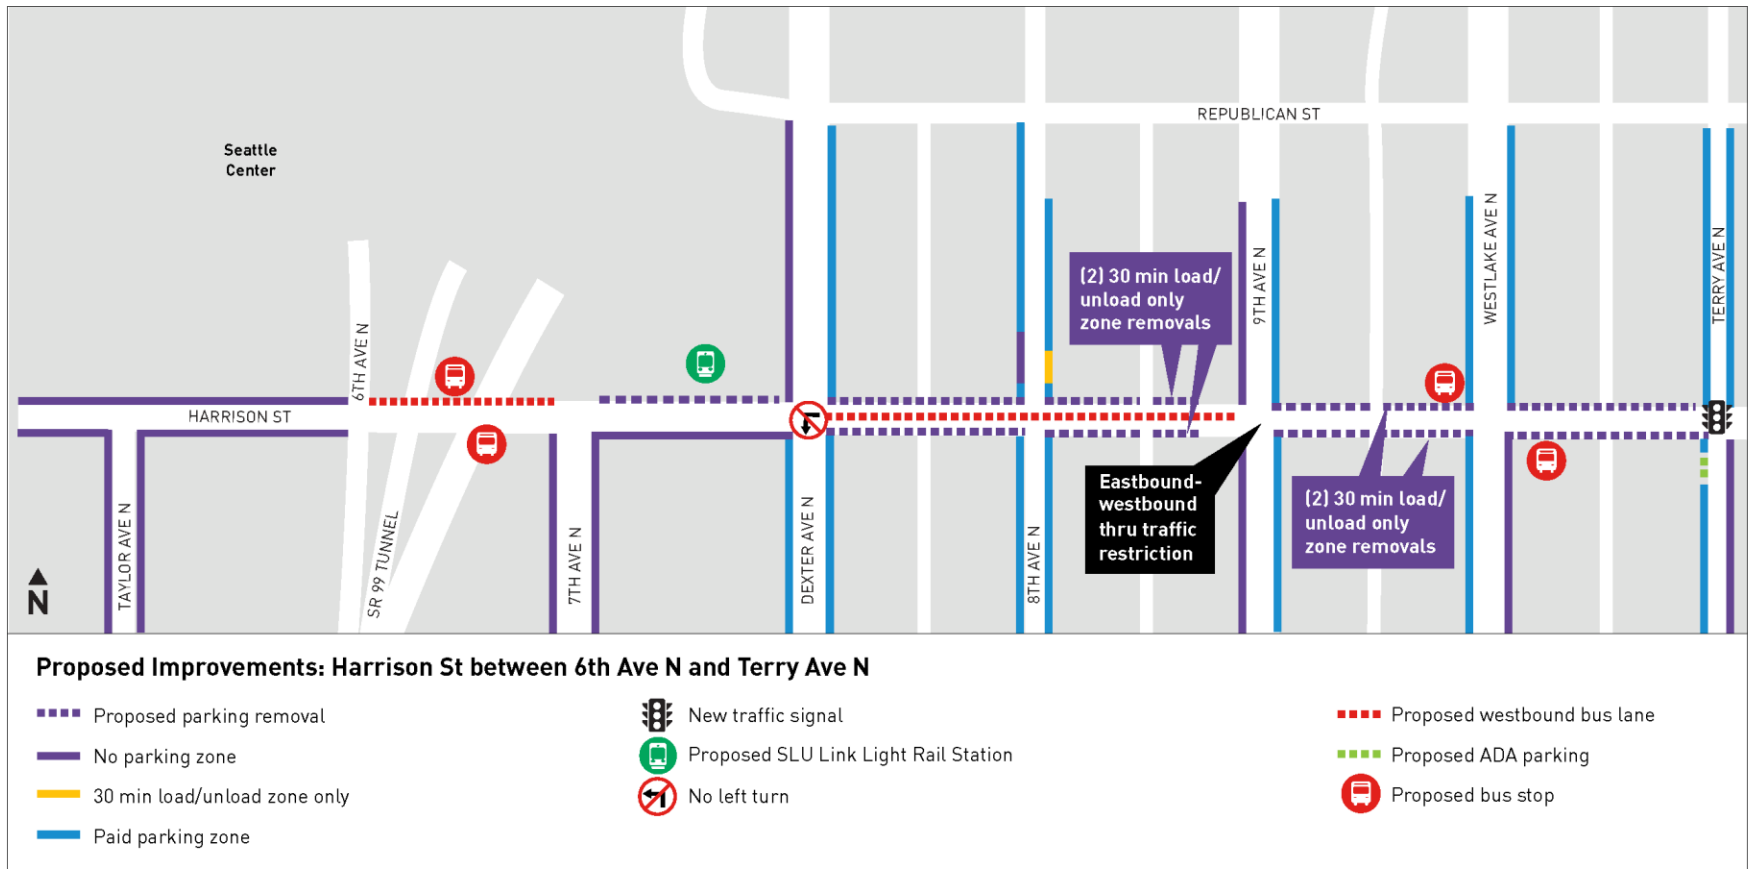 REPUBLICAN ST
Seattle
Center
6TH AVE N
9TH AVE N
WESTLAKE AVE N
TERRY AVE N
(2) 30 min load/
unload only
zone removals
HARRISON ST
TAYLOR AVE N
SR 99 TUNNEL
7TH AVE N
DEXTER AVE N
8TH AVE N
Eastbound-
westbound
thru traffic
restriction
(2) 30 min load/
unload only
zone removals
N
Proposed Improvements: Harrison St between 6th Ave N and Terry Ave N
Proposed parking removal
No parking zone
30 min load/unload zone only
Paid parking zone
New traffic signal
Proposed SLU Link Light Rail Station
No left turn
Proposed westbound bus lane
Proposed ADA parking
Proposed bus stop